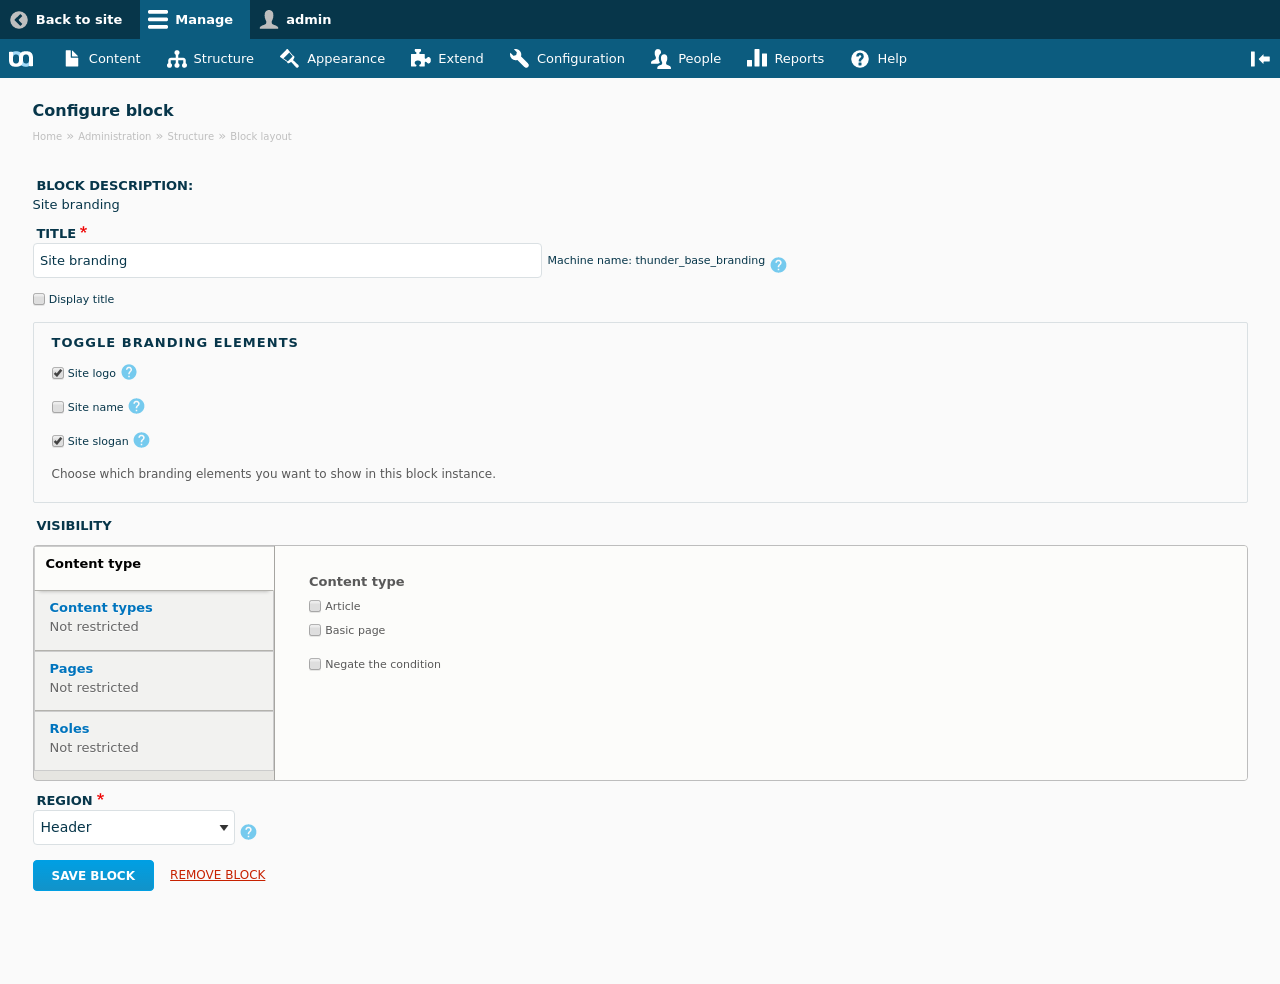 Back to site Manage admin
Content Structure Appearance Extend Configuration People Reports Help
Configure block
Home » Administration » Structure » Block layout
BLOCK DESCRIPTION:
Site branding
TITLE *
Site branding Machine name: thunder_base_branding ?
Display title
TOGGLE BRANDING ELEMENTS
Site logo ?
Site name ?
Site slogan ?
Choose which branding elements you want to show in this block instance.
VISIBILITY
Content type
Content types
Not restricted
Pages
Not restricted
Roles
Not restricted
Content type
Article
Basic page
Negate the condition
REGION *
Header ?
SAVE BLOCK REMOVE BLOCK